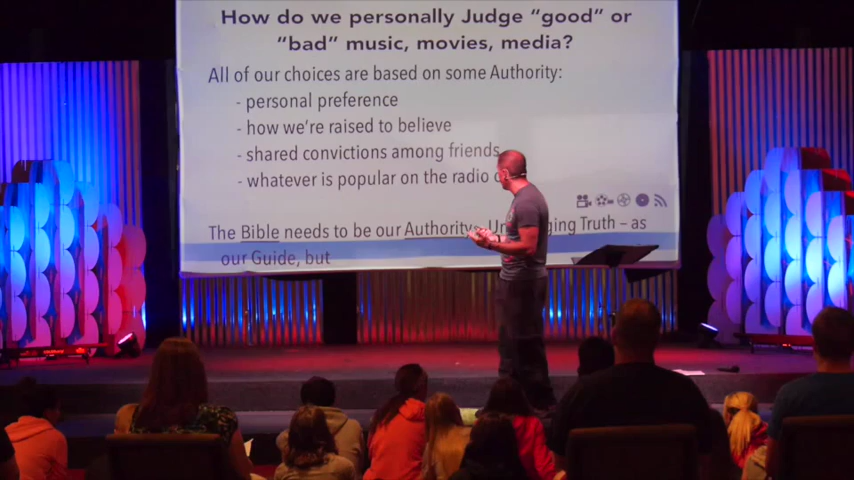 How do we personally Judge “good” or
“bad” music, movies, media?
All of our choices are based on some Authority:
- personal preference
- how we’re raised to believe
- shared convictions among friends
- whatever is popular on the radio
The Bible needs to be our Authority, Truth – as
our Guide, but